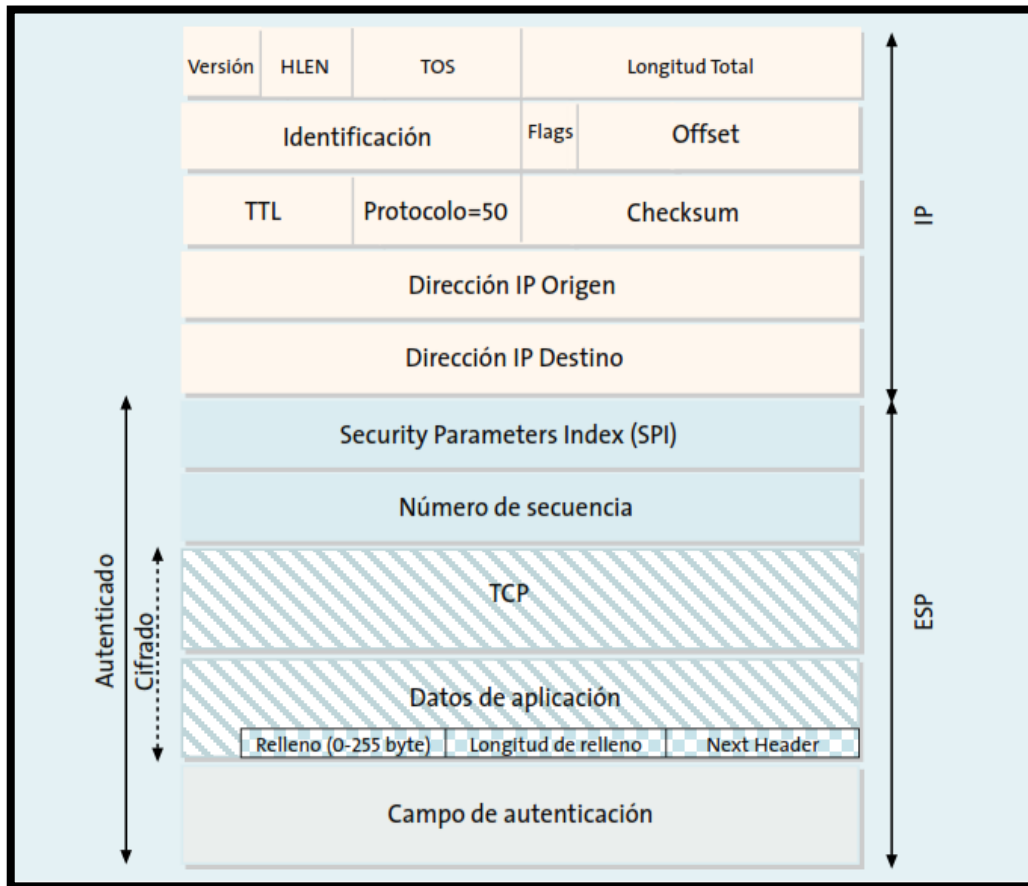 Versión HLEN TOS Longitud Total
Identificación Flags Offset
TTL Protocolo=50 Checksum
IP
Dirección IP Origen
Dirección IP Destino
Security Parameters Index (SPI)
Número de secuencia
Autenticado
Cifrado
TCP
ESP
Datos de aplicación
Relleno (0-255 byte) Longitud de relleno Next Header
Campo de autenticación